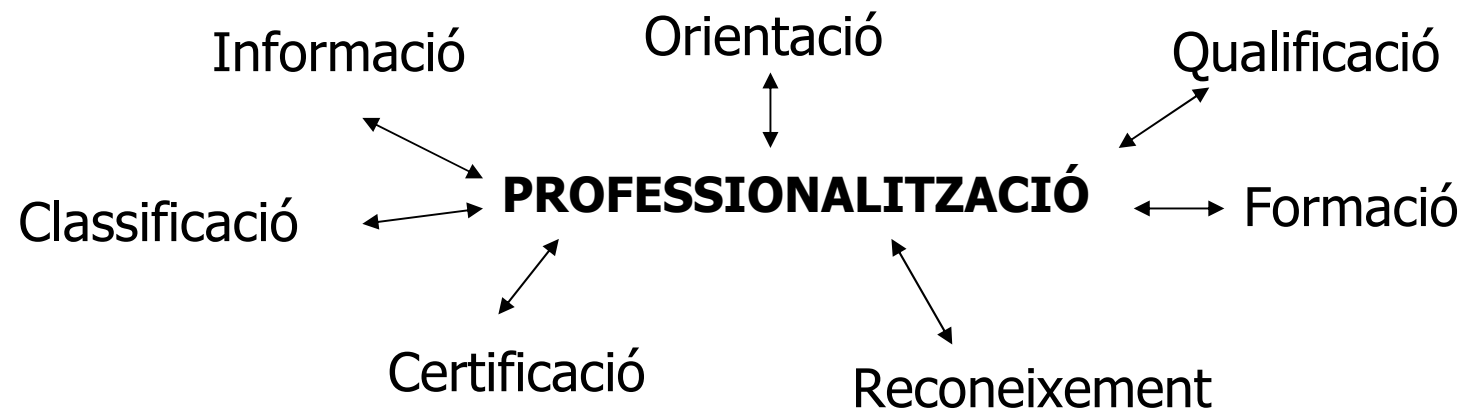 Informació
Orientació
Qualificació
PROFESSIONALITZACIÓ
Classificació
Formació
Certificació
Reconeixement